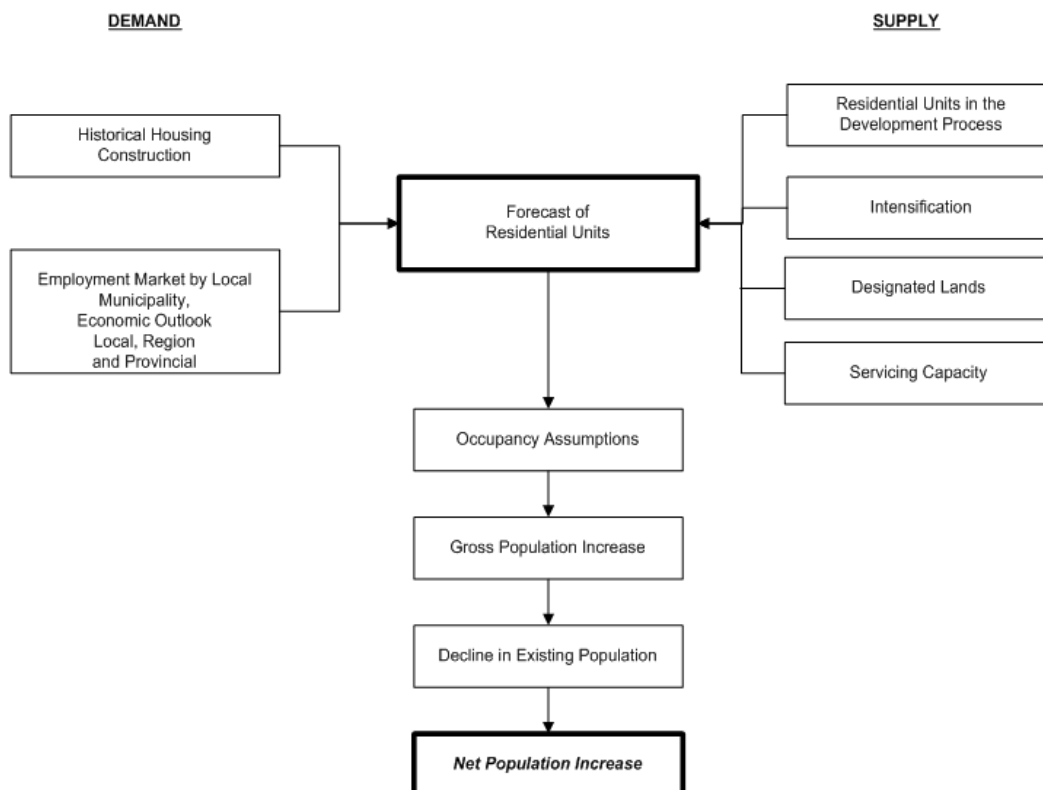 DEMAND
SUPPLY
Historical Housing
Construction
Employment Market by Local
Municipality,
Economic Outlook
Local, Region
and Provincial
Forecast of
Residential Units
Residential Units in the
Development Process
Intensification
Designated Lands
Servicing Capacity
Occupancy Assumptions
Gross Population Increase
Decline in Existing Population
Net Population Increase